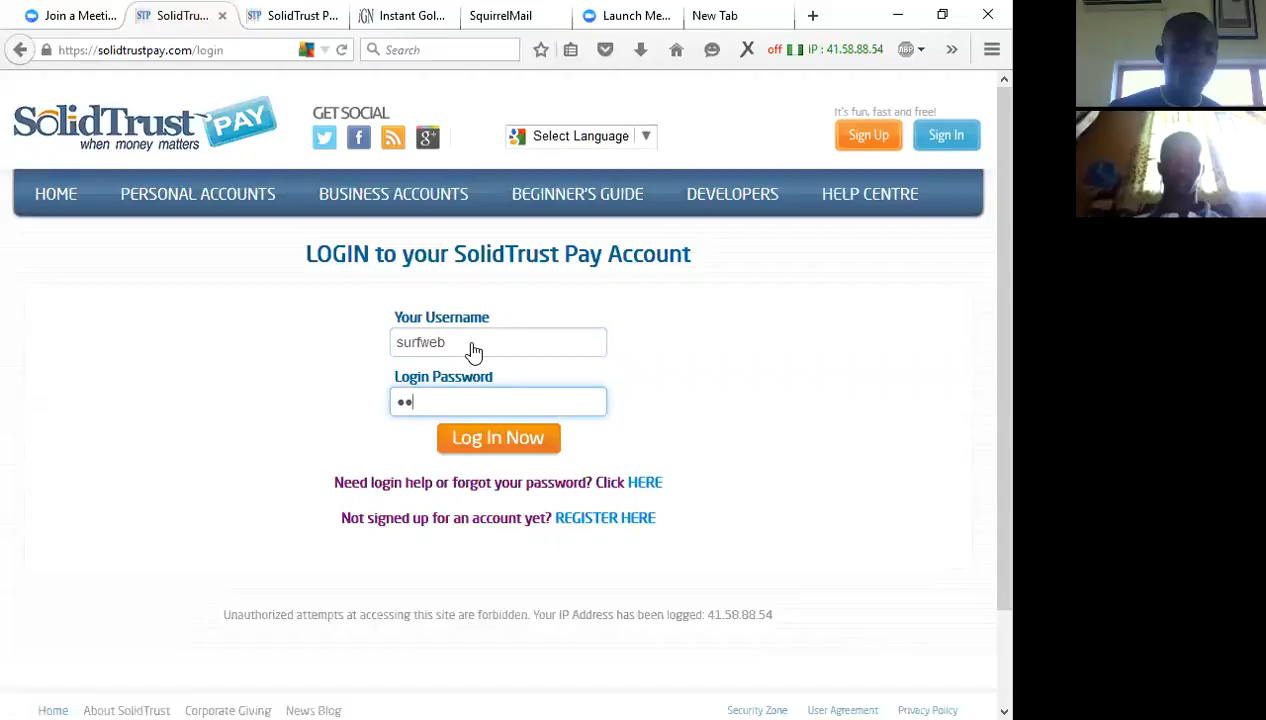 Join a Meeti...
STP SolidTru...
STP SolidTrust P...
iGN Instant Gol...
SquirrelMail
Launch Me...
New Tab
https://solidtrustpay.com/login
Search
off IP : 41.58.88.54
ABP
SolidTrust PAY
when money matters
GET SOCIAL
Select Language
It's fun, fast and free!
Sign Up
Sign In
HOME
PERSONAL ACCOUNTS
BUSINESS ACCOUNTS
BEGINNER'S GUIDE
DEVELOPERS
HELP CENTRE
LOGIN to your SolidTrust Pay Account
Your Username
surfweb
Login Password
Log In Now
Need login help or forgot your password? Click HERE
Not signed up for an account yet? REGISTER HERE
Unauthorized attempts at accessing this site are forbidden. Your IP Address has been logged: 41.58.88.54
Home About SolidTrust Corporate Giving News Blog
Security Zone User Agreement Privacy Policy